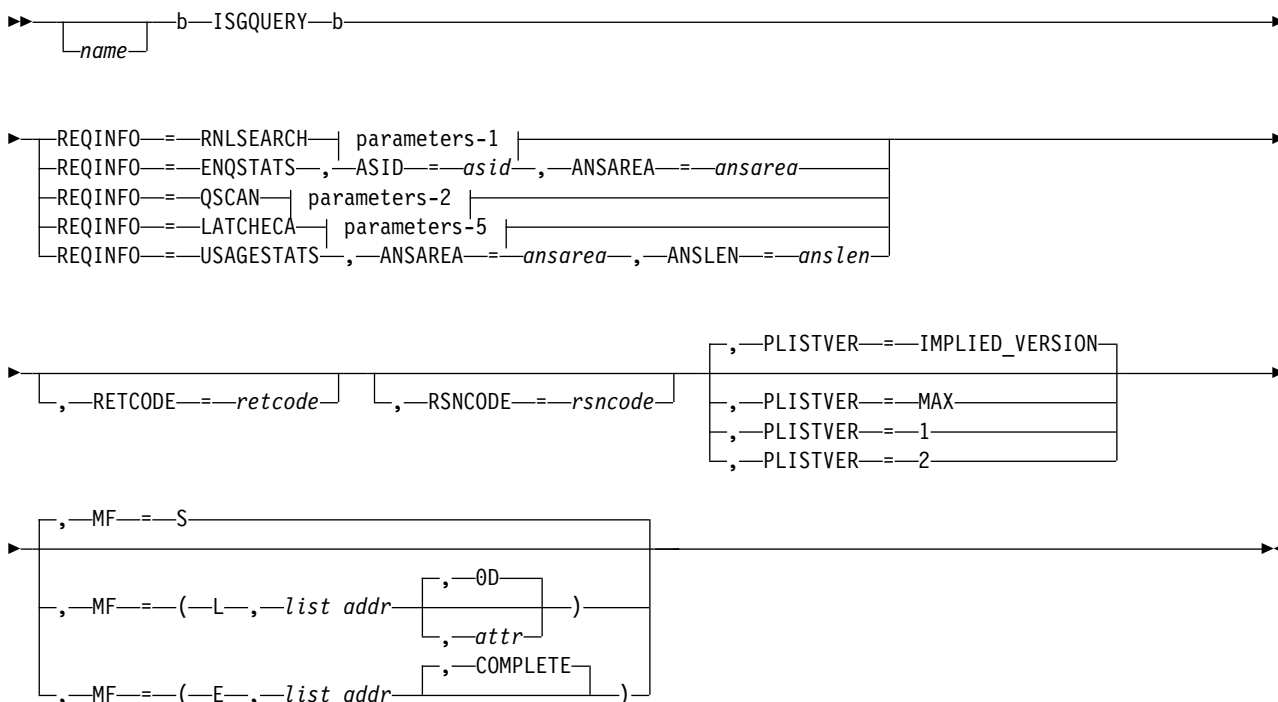 b ISGQUERY b
name
REQINFO = RNLSEARCH parameters-1
REQINFO = ENQSTATS , ASID = asid , ANSAREA = ansarea
REQINFO = QSCAN parameters-2
REQINFO = LATCHECA parameters-5
REQINFO = USAGESTATS , ANSAREA = ansarea , ANSLEN = anslen
, PLISTVER = IMPLIED_VERSION
, RETCODE = retcode , RSNCODE = rsncode , PLISTVER = MAX
, PLISTVER = 1
, PLISTVER = 2
, MF = S
, 0D
, MF = ( L , list addr )
, attr
, COMPLETE
, MF = ( E , list addr )